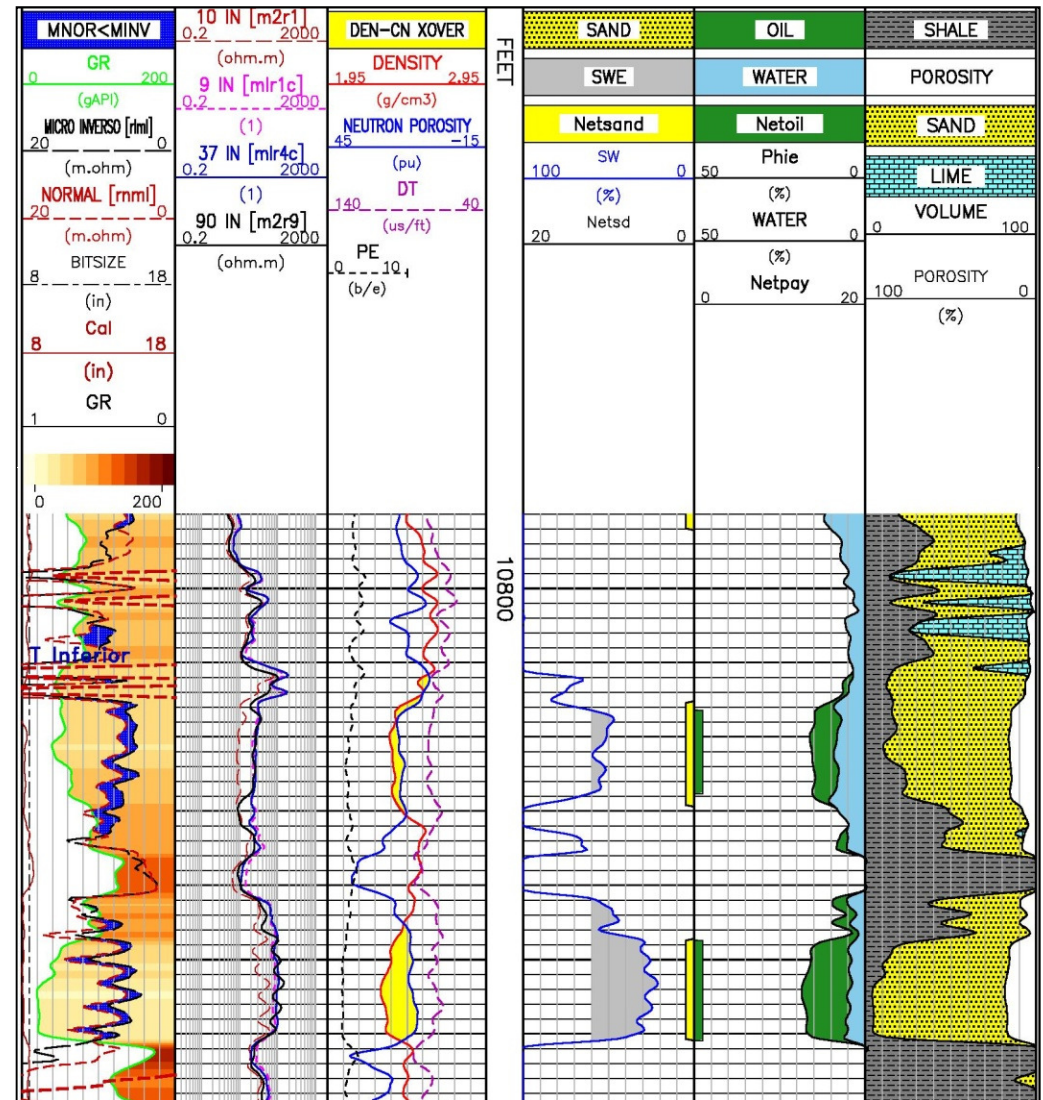 MNOR<MINV
GR
0 200
(gAPI)
MICRO INVERSO [rlml]
20 0
(m.ohm)
NORMAL [rnml]
20 0
(m.ohm)
BITSIZE
8 18
(in)
Cal
8 18
(in)
GR
1 0
0 200
T Inferior
10 IN [m2r1]
0.2 2000
(ohm.m)
9 IN [mlr1c]
0.2 2000
(1)
37 IN [mlr4c]
0.2 2000
(1)
90 IN [m2r9]
0.2 2000
(ohm.m)
DEN-CN XOVER
DENSITY
1.95 2.95
(g/cm3)
NEUTRON POROSITY
45 -15
(pu)
DT
140 40
(us/ft)
PE
0 10
(b/e)
FEET
10800
SAND
SWE
Netsand
SW
100 0
(%)
Netsd
20 0
OIL
WATER
Netoil
Phie
50 0
(%)
WATER
50 0
(%)
Netpay
0 20
SHALE
POROSITY
SAND
LIME
VOLUME
0 100
POROSITY
100 0
(%)